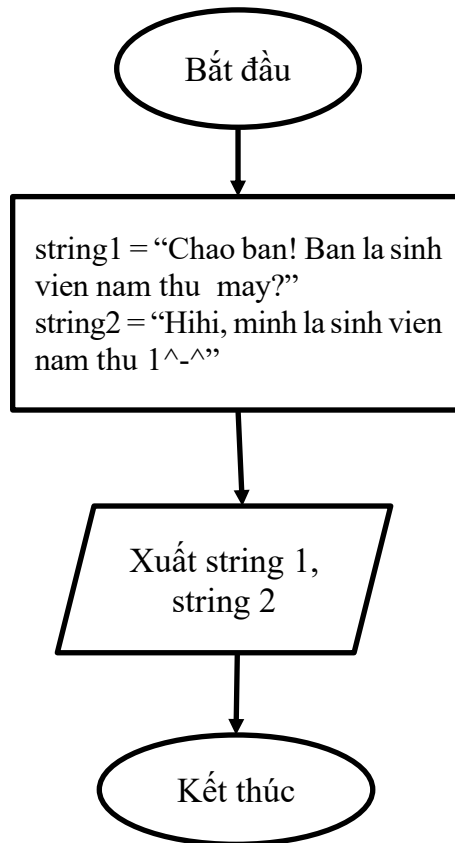 Bắt đầu
string1 = “Chao ban! Ban la sinh
vien nam thu  may?”
string2 = “Hihi, minh la sinh vien
nam thu 1^-^”
Xuất string 1,
string 2
Kết thúc